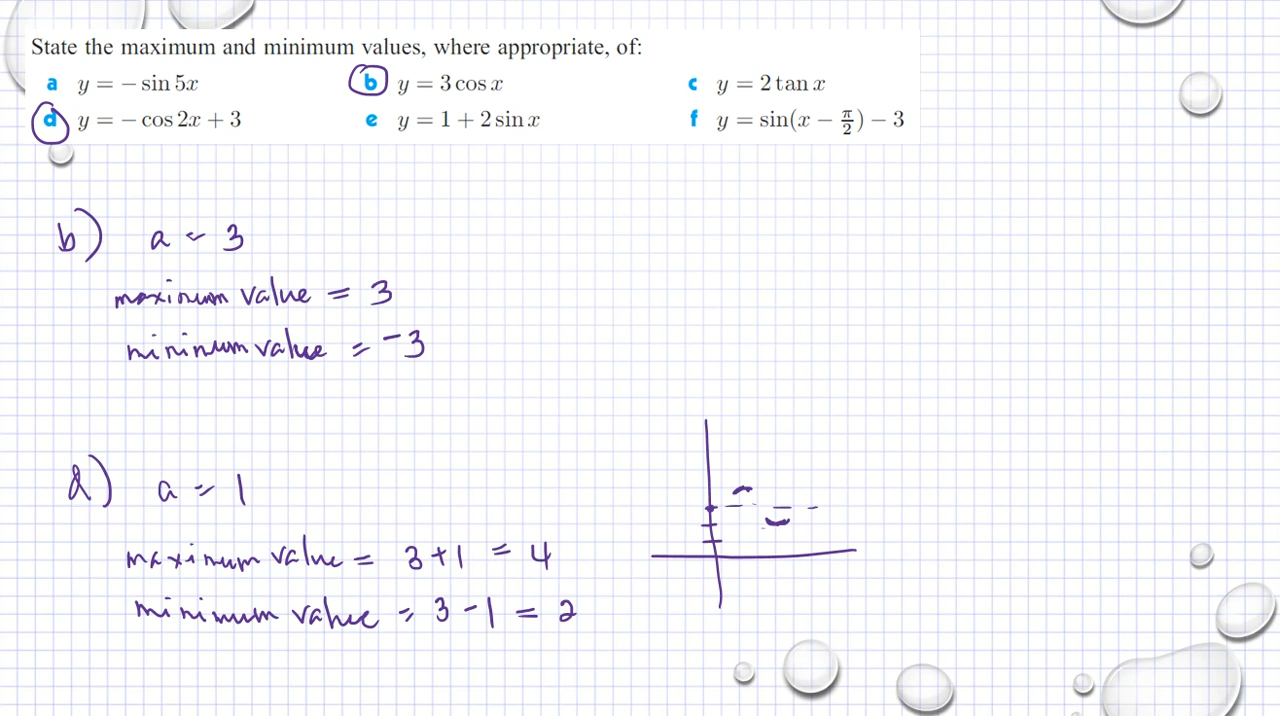 State the maximum and minimum values, where appropriate, of:
a y = − sin 5x b y = 3 cos x c y = 2 tan x
d y = − cos 2x + 3 e y = 1 + 2 sin x f y = sin(x − π/2) − 3
b) a = 3
maximum value = 3
minimum value = -3
d) a = 1
maximum value = 3 + 1 = 4
minimum value = 3 - 1 = 2